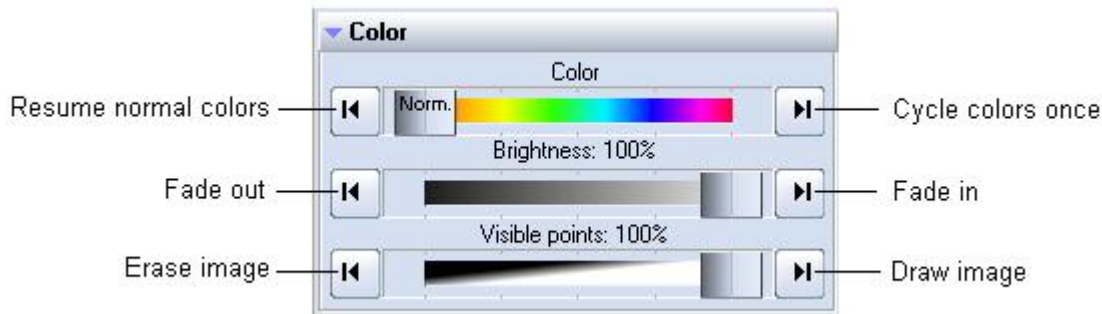 Color
Color
Resume normal colors
Norm.
Cycle colors once
Brightness: 100%
Fade out
Fade in
Visible points: 100%
Erase image
Draw image